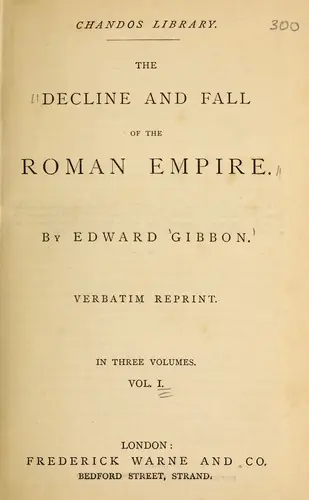 CHANDOS LIBRARY.
300
THE
DECLINE AND FALL
OF THE
ROMAN EMPIRE.
BY EDWARD GIBBON.
VERBATIM REPRINT.
IN THREE VOLUMES.
VOL. I.
LONDON:
FREDERICK WARNE AND CO.
BEDFORD STREET, STRAND.